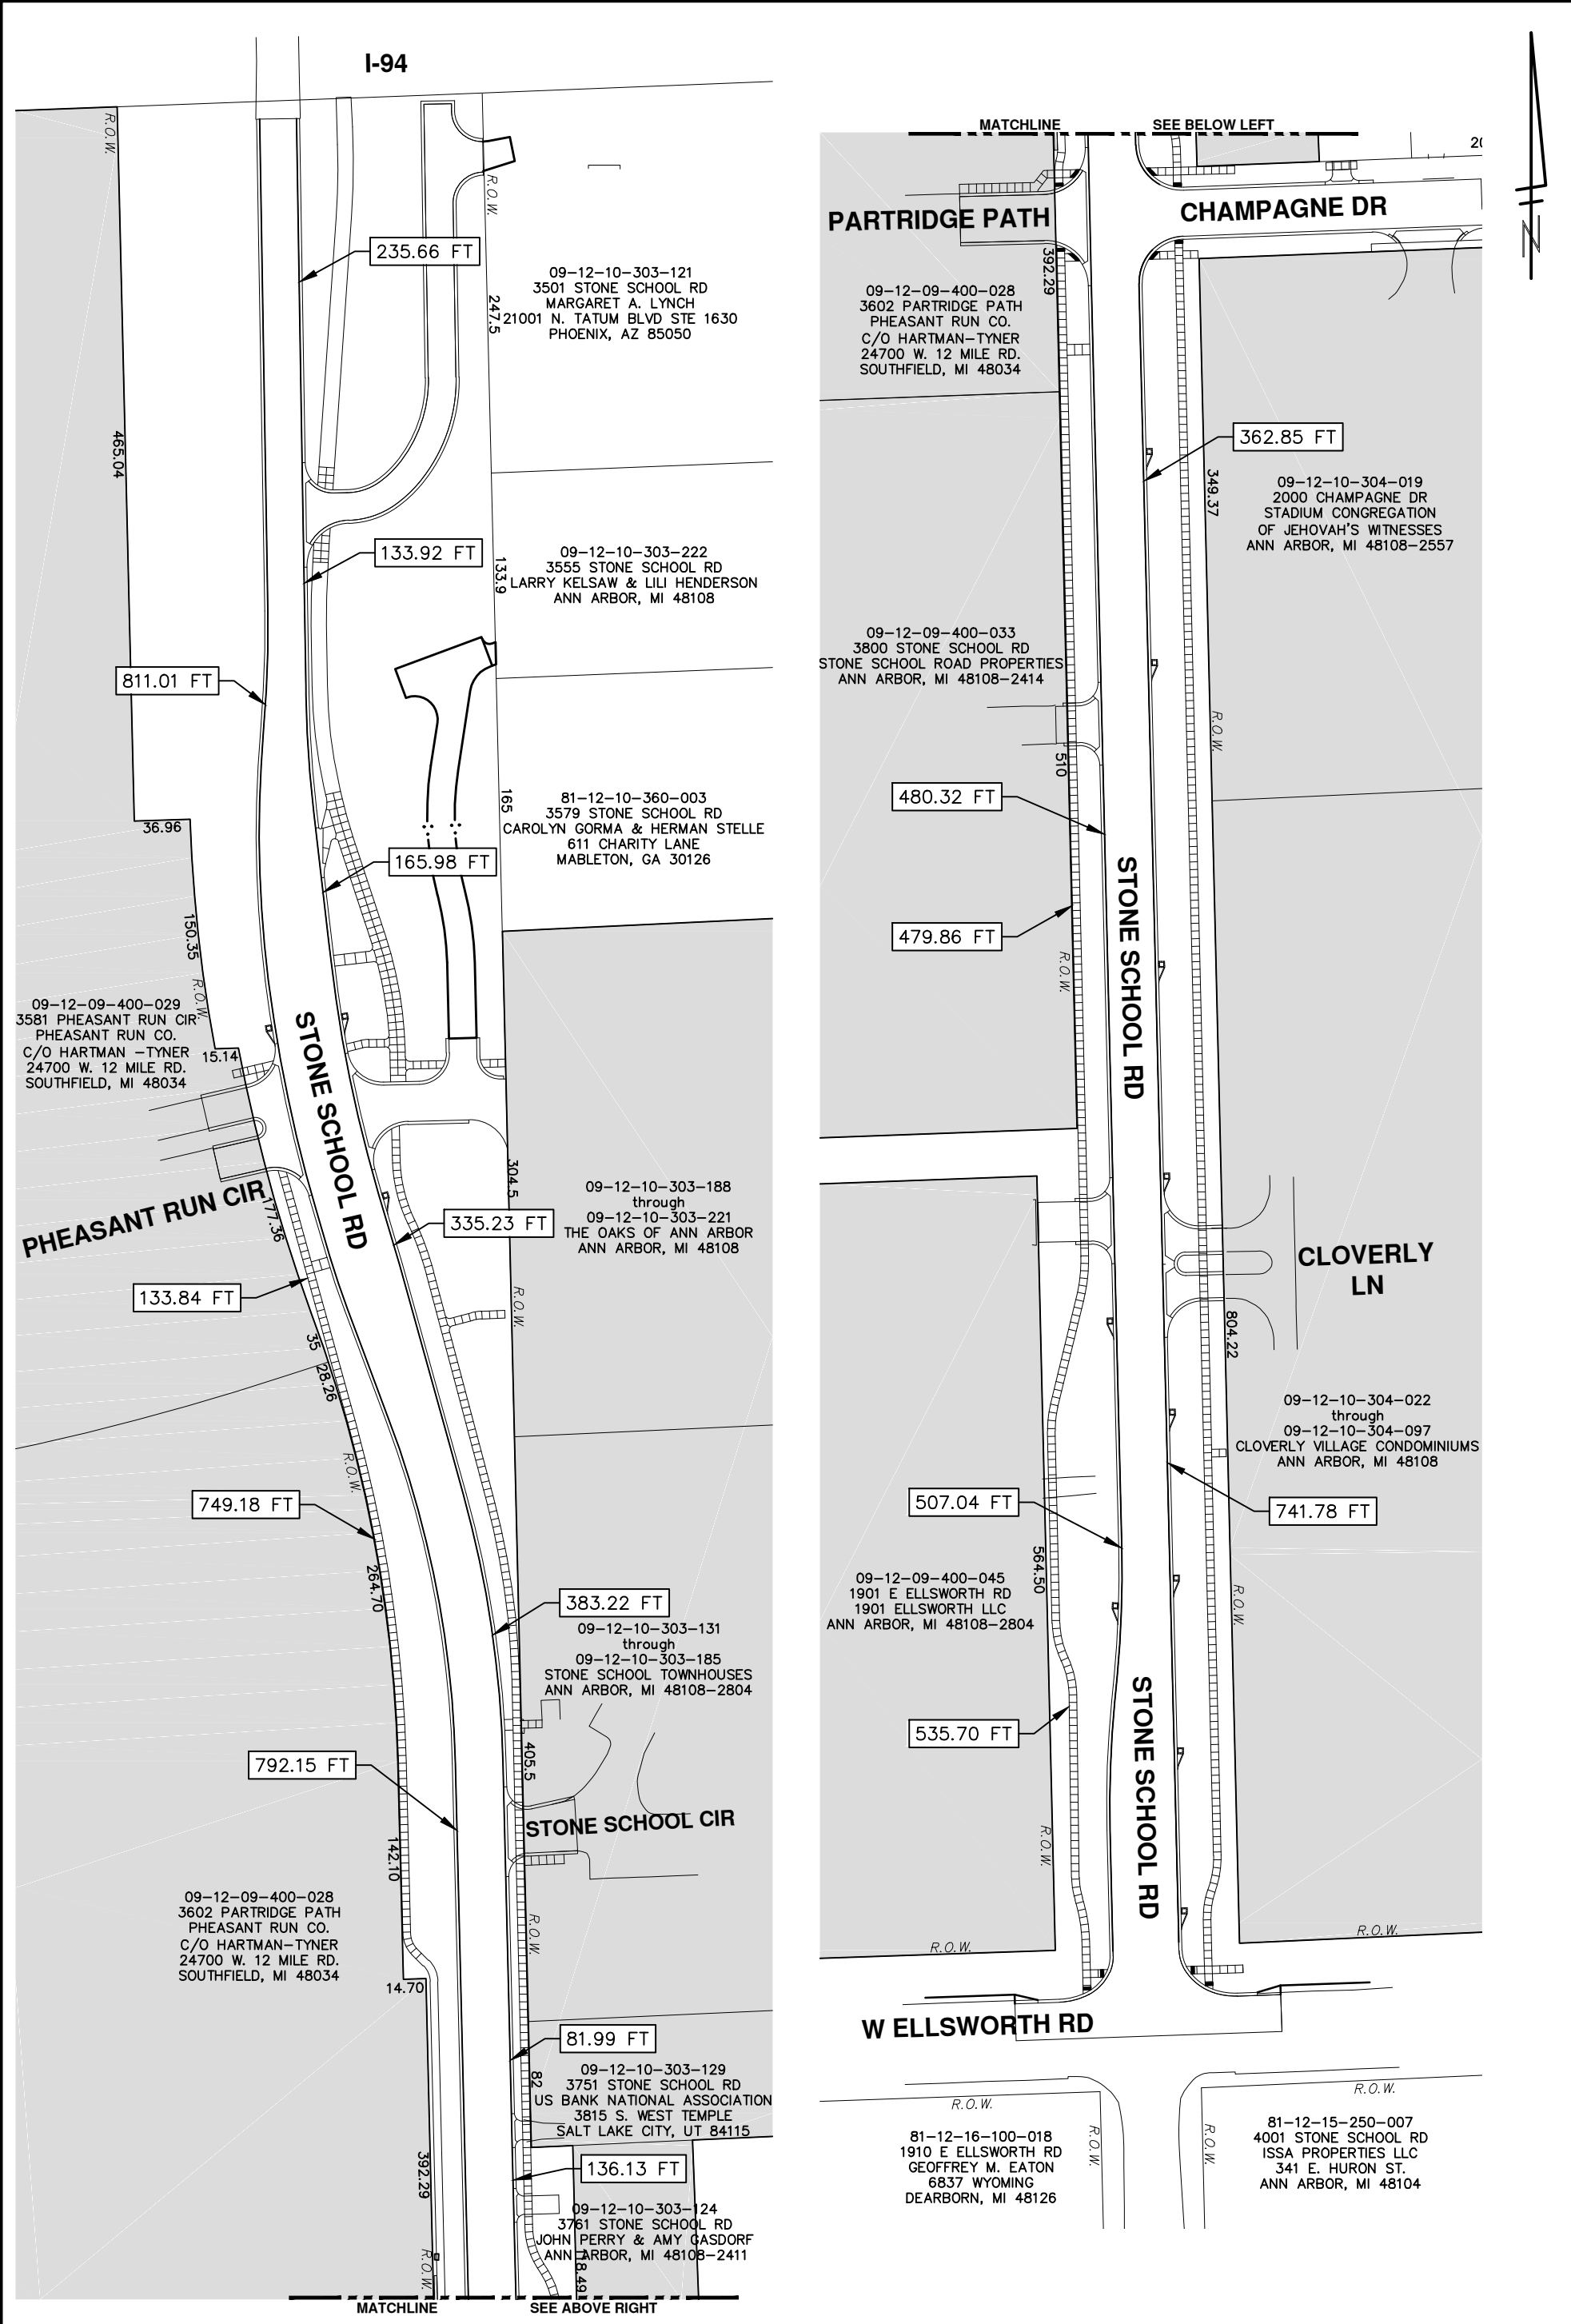 I-94
R.O.W.
R.O.W.
235.66 FT
09-12-10-303-121
3501 STONE SCHOOL RD
MARGARET A. LYNCH
21001 N. TATUM BLVD STE 1630
PHOENIX, AZ 85050
247.5
465.04
133.92 FT
09-12-10-303-222
3555 STONE SCHOOL RD
LARRY KELSAW & LILI HENDERSON
ANN ARBOR, MI 48108
133.9
811.01 FT
36.96
165
81-12-10-360-003
3579 STONE SCHOOL RD
CAROLYN GORMA & HERMAN STELLE
611 CHARITY LANE
MABLETON, GA 30126
165.98 FT
150.35
R.O.W.
09-12-09-400-029
3581 PHEASANT RUN CIR
PHEASANT RUN CO.
C/O HARTMAN -TYNER
24700 W. 12 MILE RD.
SOUTHFIELD, MI 48034
15.14
STONE SCHOOL RD
PHEASANT RUN CIR
177.36
304.5
09-12-10-303-188
through
09-12-10-303-221
THE OAKS OF ANN ARBOR
ANN ARBOR, MI 48108
335.23 FT
133.84 FT
R.O.W.
35
28.26
R.O.W.
749.18 FT
264.70
383.22 FT
09-12-10-303-131
through
09-12-10-303-185
STONE SCHOOL TOWNHOUSES
ANN ARBOR, MI 48108-2804
405.5
792.15 FT
STONE SCHOOL CIR
142.10
09-12-09-400-028
3602 PARTRIDGE PATH
PHEASANT RUN CO.
C/O HARTMAN-TYNER
24700 W. 12 MILE RD.
SOUTHFIELD, MI 48034
R.O.W.
14.70
81.99 FT
82
09-12-10-303-129
3751 STONE SCHOOL RD
US BANK NATIONAL ASSOCIATION
3815 S. WEST TEMPLE
SALT LAKE CITY, UT 84115
392.29
136.13 FT
09-12-10-303-124
3761 STONE SCHOOL RD
JOHN PERRY & AMY GASDORF
ANN ARBOR, MI 48108-2411
118.49
R.O.W.
MATCHLINE
SEE ABOVE RIGHT
MATCHLINE
SEE BELOW LEFT
N
PARTRIDGE PATH
CHAMPAGNE DR
392.29
09-12-09-400-028
3602 PARTRIDGE PATH
PHEASANT RUN CO.
C/O HARTMAN-TYNER
24700 W. 12 MILE RD.
SOUTHFIELD, MI 48034
362.85 FT
349.37
09-12-10-304-019
2000 CHAMPAGNE DR
STADIUM CONGREGATION
OF JEHOVAH'S WITNESSES
ANN ARBOR, MI 48108-2557
09-12-09-400-033
3800 STONE SCHOOL RD
STONE SCHOOL ROAD PROPERTIES
ANN ARBOR, MI 48108-2414
R.O.W.
510
480.32 FT
STONE SCHOOL RD
479.86 FT
R.O.W.
CLOVERLY
LN
804.22
09-12-10-304-022
through
09-12-10-304-097
CLOVERLY VILLAGE CONDOMINIUMS
ANN ARBOR, MI 48108
507.04 FT
741.78 FT
564.50
09-12-09-400-045
1901 E ELLSWORTH RD
1901 ELLSWORTH LLC
ANN ARBOR, MI 48108-2804
R.O.W.
STONE SCHOOL RD
535.70 FT
R.O.W.
R.O.W.
R.O.W.
W ELLSWORTH RD
R.O.W.
R.O.W.
R.O.W.
R.O.W.
81-12-16-100-018
1910 E ELLSWORTH RD
GEOFFREY M. EATON
6837 WYOMING
DEARBORN, MI 48126
81-12-15-250-007
4001 STONE SCHOOL RD
ISSA PROPERTIES LLC
341 E. HURON ST.
ANN ARBOR, MI 48104